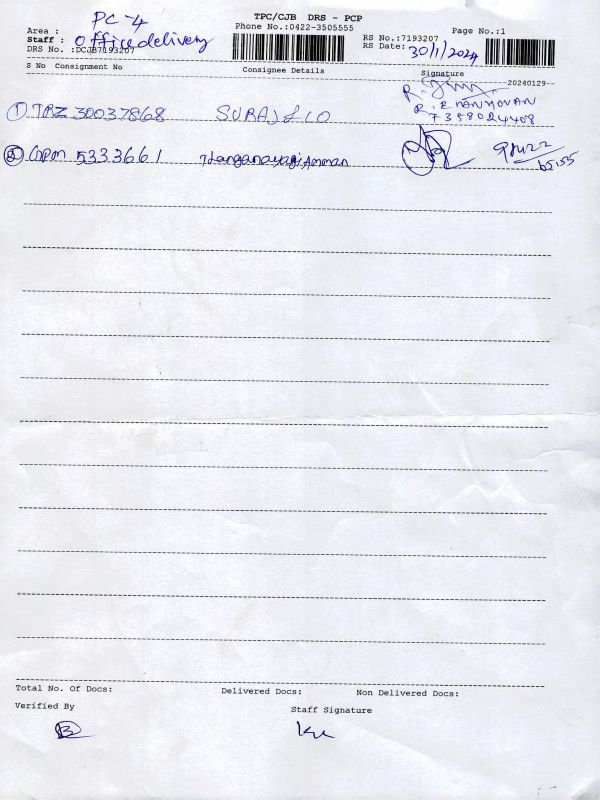 TPC/CJB DRS - PCP
Phone No.:0422-3505555
Page No.:1
Area : PC-4
Staff : Office delivery
DRS No. :DCJB7193207
RS No.:7193207
RS Date: 30/1/2024
S No Consignment No Consignee Details Signature
20240129
① TRZ 30037868 SURAJ
7358024408
② GPM 5333661 Thanganayagi Amman
Total No. Of Docs: Delivered Docs: Non Delivered Docs:
Verified By Staff Signature